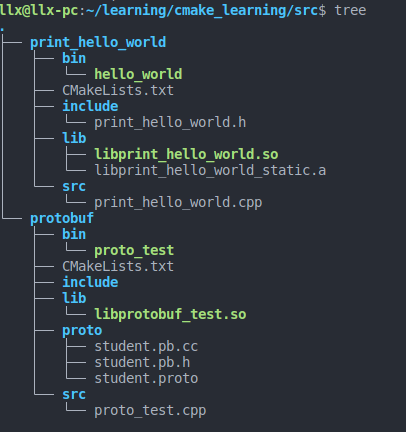 llx@llx-pc:~/learning/cmake_learning/src$ tree
.
├── print_hello_world
│   ├── bin
│   │   └── hello_world
│   ├── CMakeLists.txt
│   ├── include
│   │   └── print_hello_world.h
│   ├── lib
│   │   ├── libprint_hello_world.so
│   │   └── libprint_hello_world_static.a
│   └── src
│       └── print_hello_world.cpp
└── protobuf
    ├── bin
    │   └── proto_test
    ├── CMakeLists.txt
    ├── include
    ├── lib
    │   └── libprotobuf_test.so
    ├── proto
    │   ├── student.pb.cc
    │   ├── student.pb.h
    │   └── student.proto
    └── src
        └── proto_test.cpp